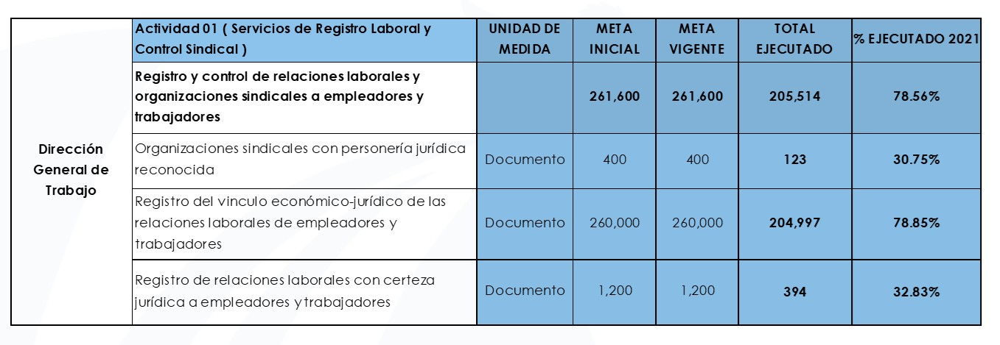 Actividad 01 ( Servicios de Registro Laboral y
Control Sindical )
UNIDAD DE
MEDIDA
META
INICIAL
META
VIGENTE
TOTAL
EJECUTADO
% EJECUTADO 2021
Dirección
General de
Trabajo
Registro y control de relaciones laborales y
organizaciones sindicales a empleadores y
trabajadores
261,600
261,600
205,514
78.56%
Organizaciones sindicales con personería jurídica
reconocida
Documento
400
400
123
30.75%
Registro del vinculo económico-jurídico de las
relaciones laborales de empleadores y
trabajadores
Documento
260,000
260,000
204,997
78.85%
Registro de relaciones laborales con certeza
jurídica a empleadores y trabajadores
Documento
1,200
1,200
394
32.83%